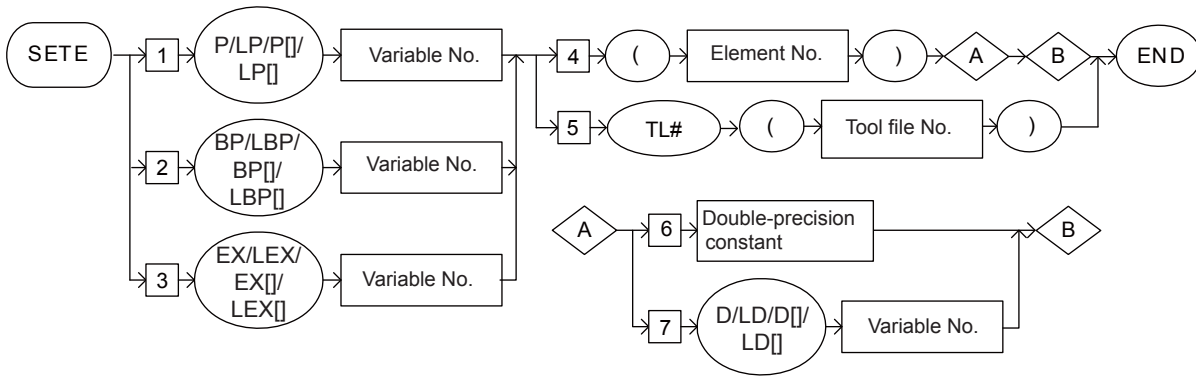 SETE
1
P/LP/P[]/
LP[]
Variable No.
4
(
Element No.
)
A
B
END
5
TL#
(
Tool file No.
)
2
BP/LBP/
BP[]/
LBP[]
Variable No.
3
EX/LEX/
EX[]/
LEX[]
Variable No.
A
6
Double-precision
constant
B
7
D/LD/D[]/
LD[]
Variable No.